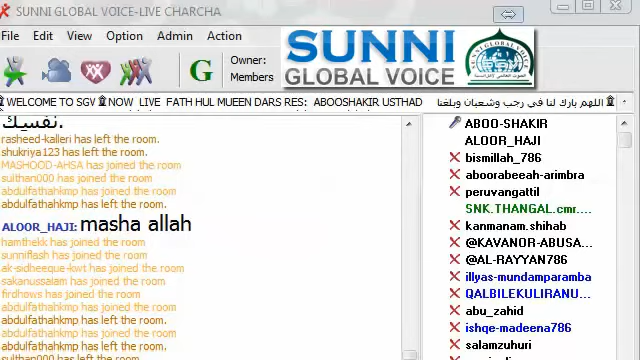 SUNNI GLOBAL VOICE-LIVE CHARCHA
File Edit View Option Admin Action
G
Owner:
Members
SUNNI
GLOBAL VOICE
SUNNI GLOBAL VOICE
WELCOME TO SGV NOW LIVE FATH HUL MUEEN DARS RES: ABOOSHAKIR USTHAD اللهم بارك لنا في رجب وشعبان وبلغنا
نفسيك.
rasheed-kalleri has left the room.
shukriya123 has left the room.
MASHOOD-AHSA has joined the room
sulthan000 has joined the room
abdulfathahkmp has joined the room
abdulfathahkmp has left the room.
ALOOR_HAJI: masha allah
hamthekk has joined the room
sunniflash has joined the room
ak-sidheeque-kwt has joined the room
sakanussaiam has joined the room
firdhows has joined the room
abdulfathahkmp has left the room.
abdulfathahkmp has joined the room
abdulfathahkmp has left the room.
sulthan000 has left the room.
ABOO-SHAKIR
ALOOR_HAJI
bismillah_786
aboorabeeah-arimbra
peruvangattil
SNK.THANGAL.cmr....
kanmanam.shihab
@KAVANOR-ABUSA...
@AL-RAYYAN786
illyas-mundamparamba
QALBILEKULIRANU...
abu_zahid
ishqe-madeena786
salamzuhuri